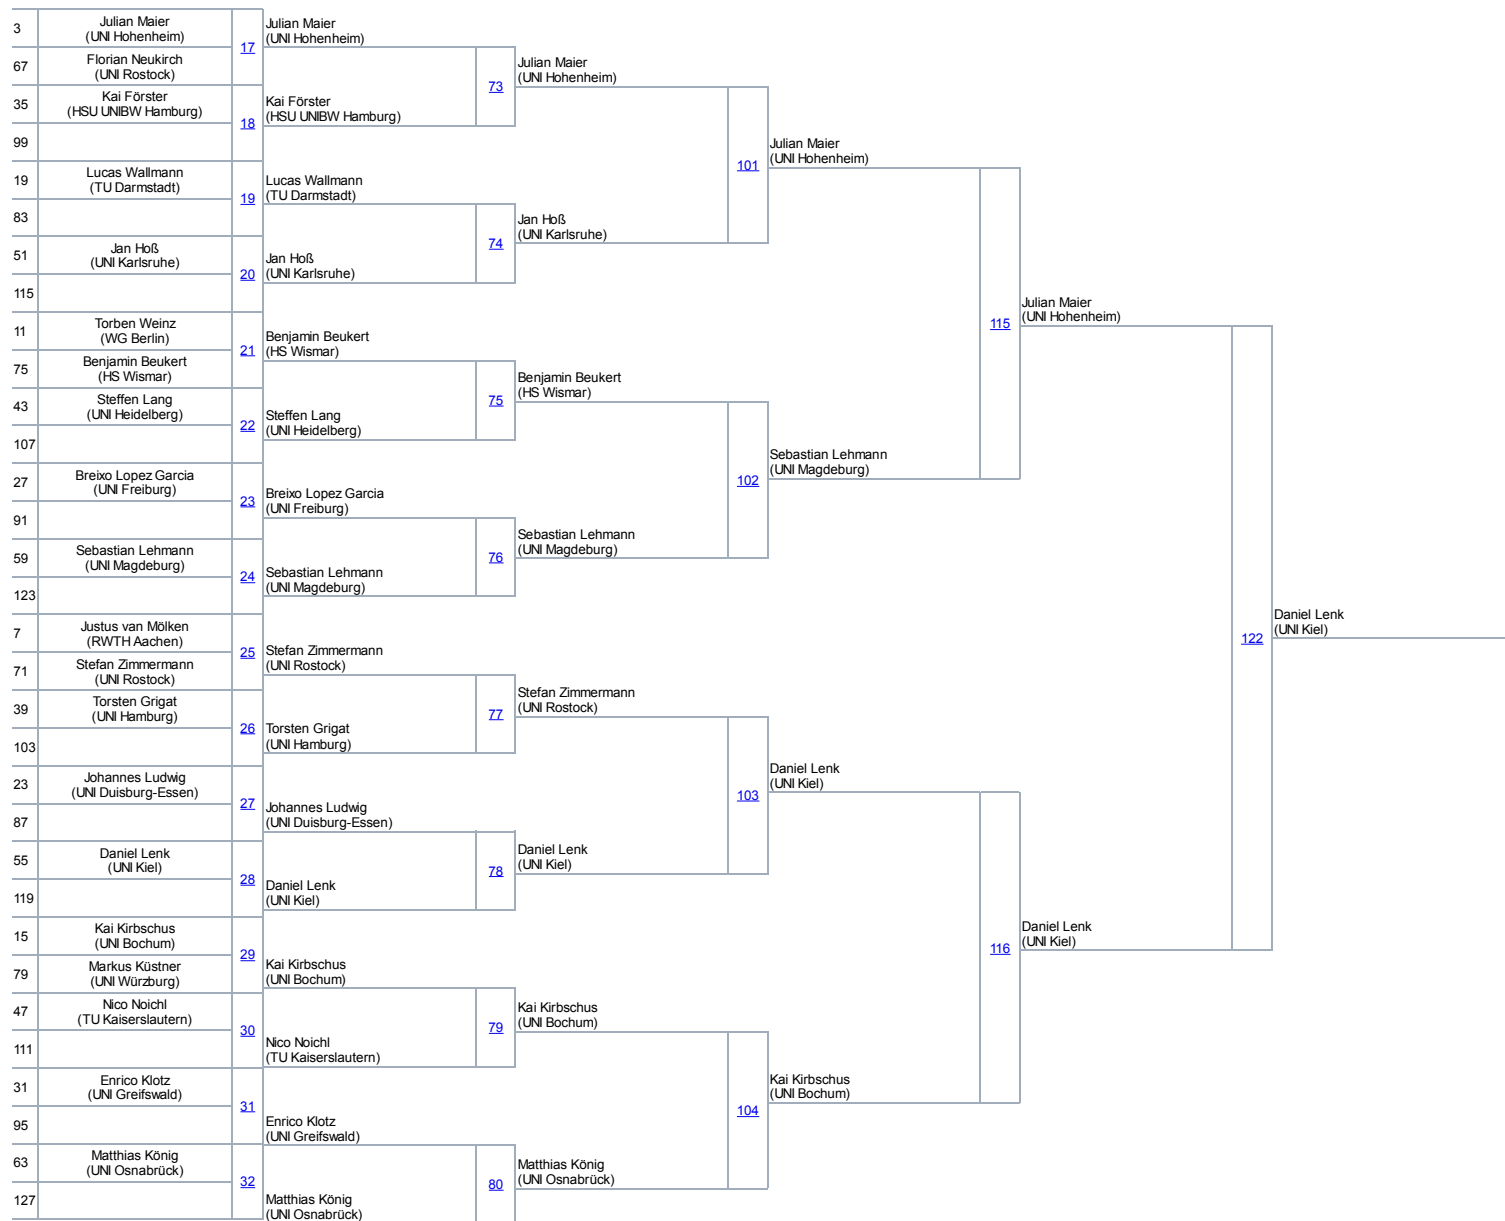 3
Julian Maier
(UNI Hohenheim)
67
Florian Neukirch
(UNI Rostock)
35
Kai Förster
(HSU UNIBW Hamburg)
99
19
Lucas Wallmann
(TU Darmstadt)
83
51
Jan Hoß
(UNI Karlsruhe)
115
11
Torben Weinz
(WG Berlin)
75
Benjamin Beukert
(HS Wismar)
43
Steffen Lang
(UNI Heidelberg)
107
27
Breixo Lopez Garcia
(UNI Freiburg)
91
59
Sebastian Lehmann
(UNI Magdeburg)
123
7
Justus van Mölken
(RWTH Aachen)
71
Stefan Zimmermann
(UNI Rostock)
39
Torsten Grigat
(UNI Hamburg)
103
23
Johannes Ludwig
(UNI Duisburg-Essen)
87
55
Daniel Lenk
(UNI Kiel)
119
15
Kai Kirbschus
(UNI Bochum)
79
Markus Küstner
(UNI Würzburg)
47
Nico Noichl
(TU Kaiserslautern)
111
31
Enrico Klotz
(UNI Greifswald)
95
63
Matthias König
(UNI Osnabrück)
127
17
18
19
20
21
22
23
24
25
26
27
28
29
30
31
32
Julian Maier
(UNI Hohenheim)
Kai Förster
(HSU UNIBW Hamburg)
Lucas Wallmann
(TU Darmstadt)
Jan Hoß
(UNI Karlsruhe)
Benjamin Beukert
(HS Wismar)
Steffen Lang
(UNI Heidelberg)
Breixo Lopez Garcia
(UNI Freiburg)
Sebastian Lehmann
(UNI Magdeburg)
Stefan Zimmermann
(UNI Rostock)
Torsten Grigat
(UNI Hamburg)
Johannes Ludwig
(UNI Duisburg-Essen)
Daniel Lenk
(UNI Kiel)
Kai Kirbschus
(UNI Bochum)
Nico Noichl
(TU Kaiserslautern)
Enrico Klotz
(UNI Greifswald)
Matthias König
(UNI Osnabrück)
73
74
75
76
77
78
79
80
Julian Maier
(UNI Hohenheim)
Jan Hoß
(UNI Karlsruhe)
Benjamin Beukert
(HS Wismar)
Sebastian Lehmann
(UNI Magdeburg)
Stefan Zimmermann
(UNI Rostock)
Daniel Lenk
(UNI Kiel)
Kai Kirbschus
(UNI Bochum)
Matthias König
(UNI Osnabrück)
101
102
103
104
Julian Maier
(UNI Hohenheim)
Sebastian Lehmann
(UNI Magdeburg)
Daniel Lenk
(UNI Kiel)
Kai Kirbschus
(UNI Bochum)
115
116
Julian Maier
(UNI Hohenheim)
Daniel Lenk
(UNI Kiel)
122
Daniel Lenk
(UNI Kiel)